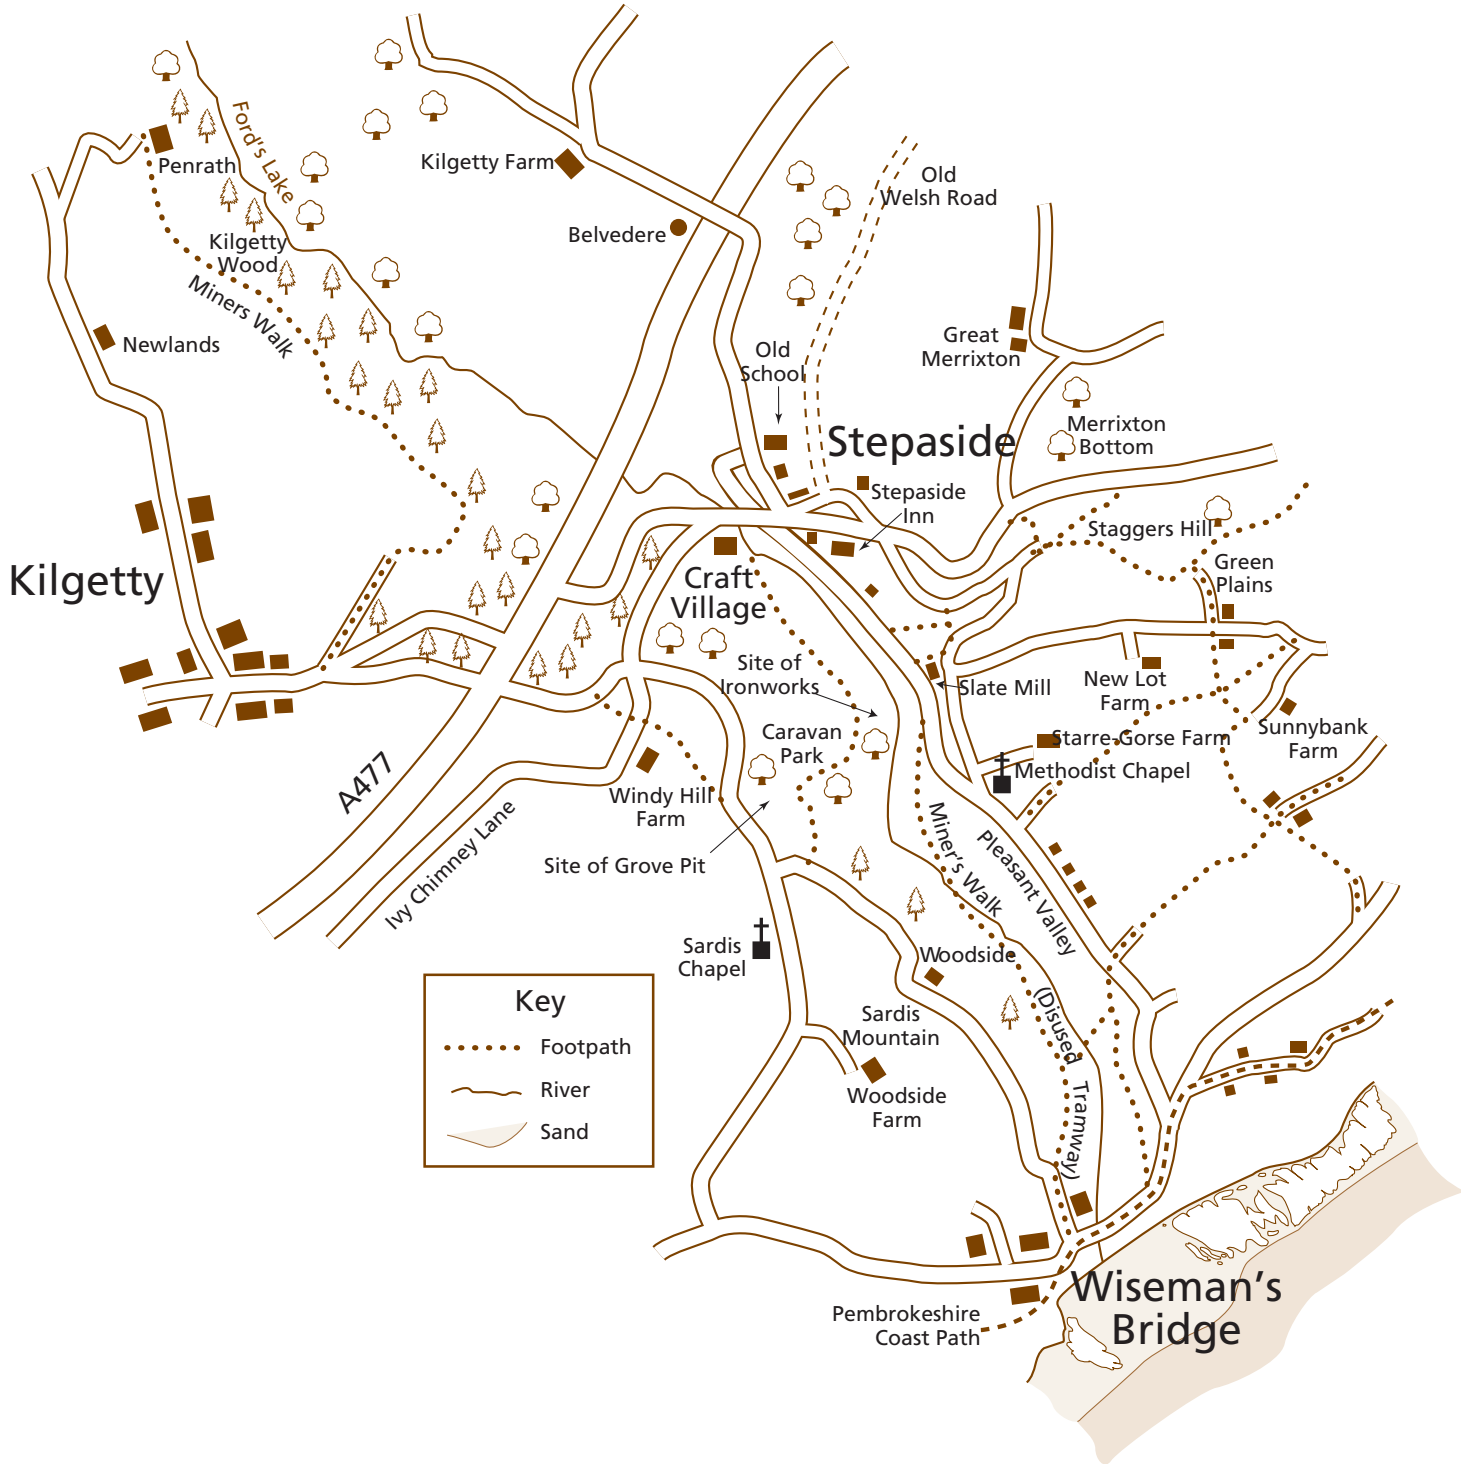 Ford's Lake
Penrath
Kilgetty Farm
Old
Welsh Road
Belvedere
Kilgetty
Wood
Miners Walk
Newlands
Great
Merrixton
Old
School
Merrixton
Bottom
Stepaside
Stepaside
Inn
Staggers Hill
Kilgetty
Craft
Village
Green
Plains
Site of
Ironworks
Slate Mill
New Lot
Farm
Caravan
Park
Starre-Gorse Farm
Sunnybank
Farm
Methodist Chapel
A477
Windy Hill
Farm
Ivy Chimney Lane
Site of Grove Pit
Miner's Walk
Pleasant Valley
Sardis
Chapel
Woodside
(Disused Tramway)
Sardis
Mountain
Woodside
Farm
Key
Footpath
River
Sand
Wiseman's
Bridge
Pembrokeshire
Coast Path